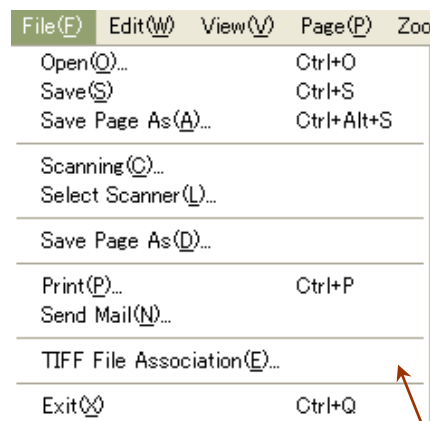 File(F) Edit(W) View(V) Page(P) Zoo
Open(O)... Ctrl+O
Save(S) Ctrl+S
Save Page As(A)... Ctrl+Alt+S
Scanning(C)...
Select Scanner(L)...
Save Page As(D)...
Print(P)... Ctrl+P
Send Mail(N)...
TIFF File Association(E)...
Exit(X) Ctrl+Q